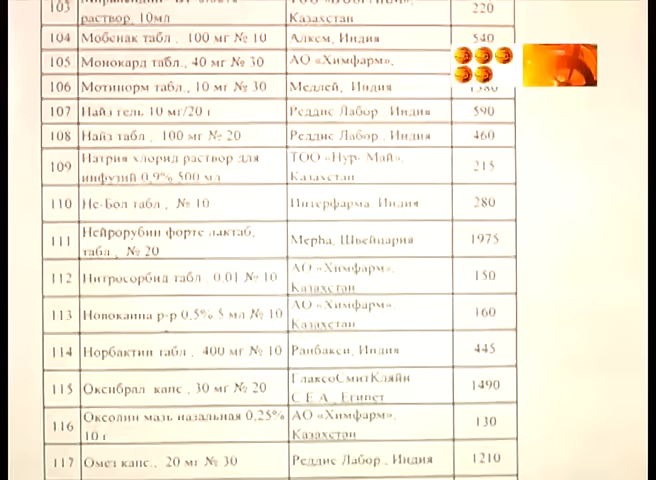 103
раствор, 10мл
Казахстан
220
104 Мобсиак табл., 100 мг № 10 Алкем, Индия 540
105 Монокард табл., 40 мг № 30 АО «Химфарм»,
106 Мотинорм табл., 10 мг № 30 Медлей, Индия 1380
107 Найз гель 10 мг/20 г Реддис Лабор. Индия 590
108 Найз табл., 100 мг № 20 Реддис Лабор. Индия 460
109 Натрия хлорид раствор для ТОО «Нур- Май», 215
инфузий 0,9% 500 мл Казахстан
110 Не-Бол табл., № 10 Интерфарма Индия 280
111 Нейрорубин форте лактаб, Мерha, Швейцария 1975
табл., № 20
112 Нитросорбид табл. 0,01 № 10 АО «Химфарм», 150
Казахстан
113 Новокаина р-р 0,5% 5 мл № 10 АО «Химфарм», 160
Казахстан
114 Норбактин табл., 400 мг № 10 Ранбакси, Индия 445
115 Оксибрал капс., 30 мг № 20 ГлаксоСмитКляйн 1490
С.Е.А., Египет
116 Оксолин мазь назальная 0,25% АО «Химфарм», 130
10 г Казахстан
117 Омез капс., 20 мг № 30 Реддис Лабор., Индия 1210